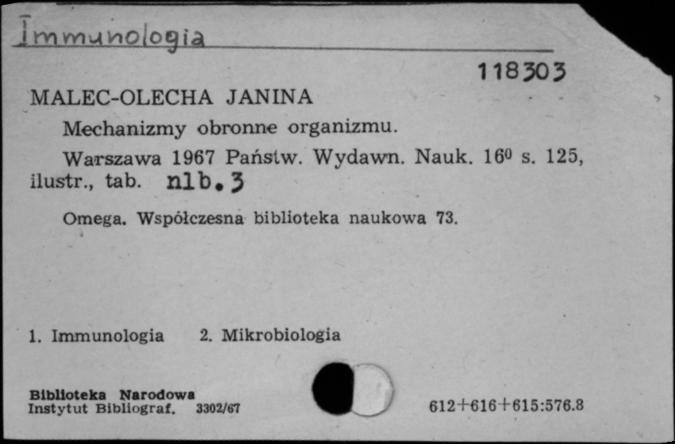 Immunologia
118303
MALEC-OLECHA JANINA
Mechanizmy obronne organizmu.
Warszawa 1967 Państw. Wydawn. Nauk. 16⁰ s. 125,
ilustr., tab. nlb. 3
Omega. Współczesna biblioteka naukowa 73.
1. Immunologia 2. Mikrobiologia
Biblioteka Narodowa
Instytut Bibliograf. 3302/67
612+616+615:576.8